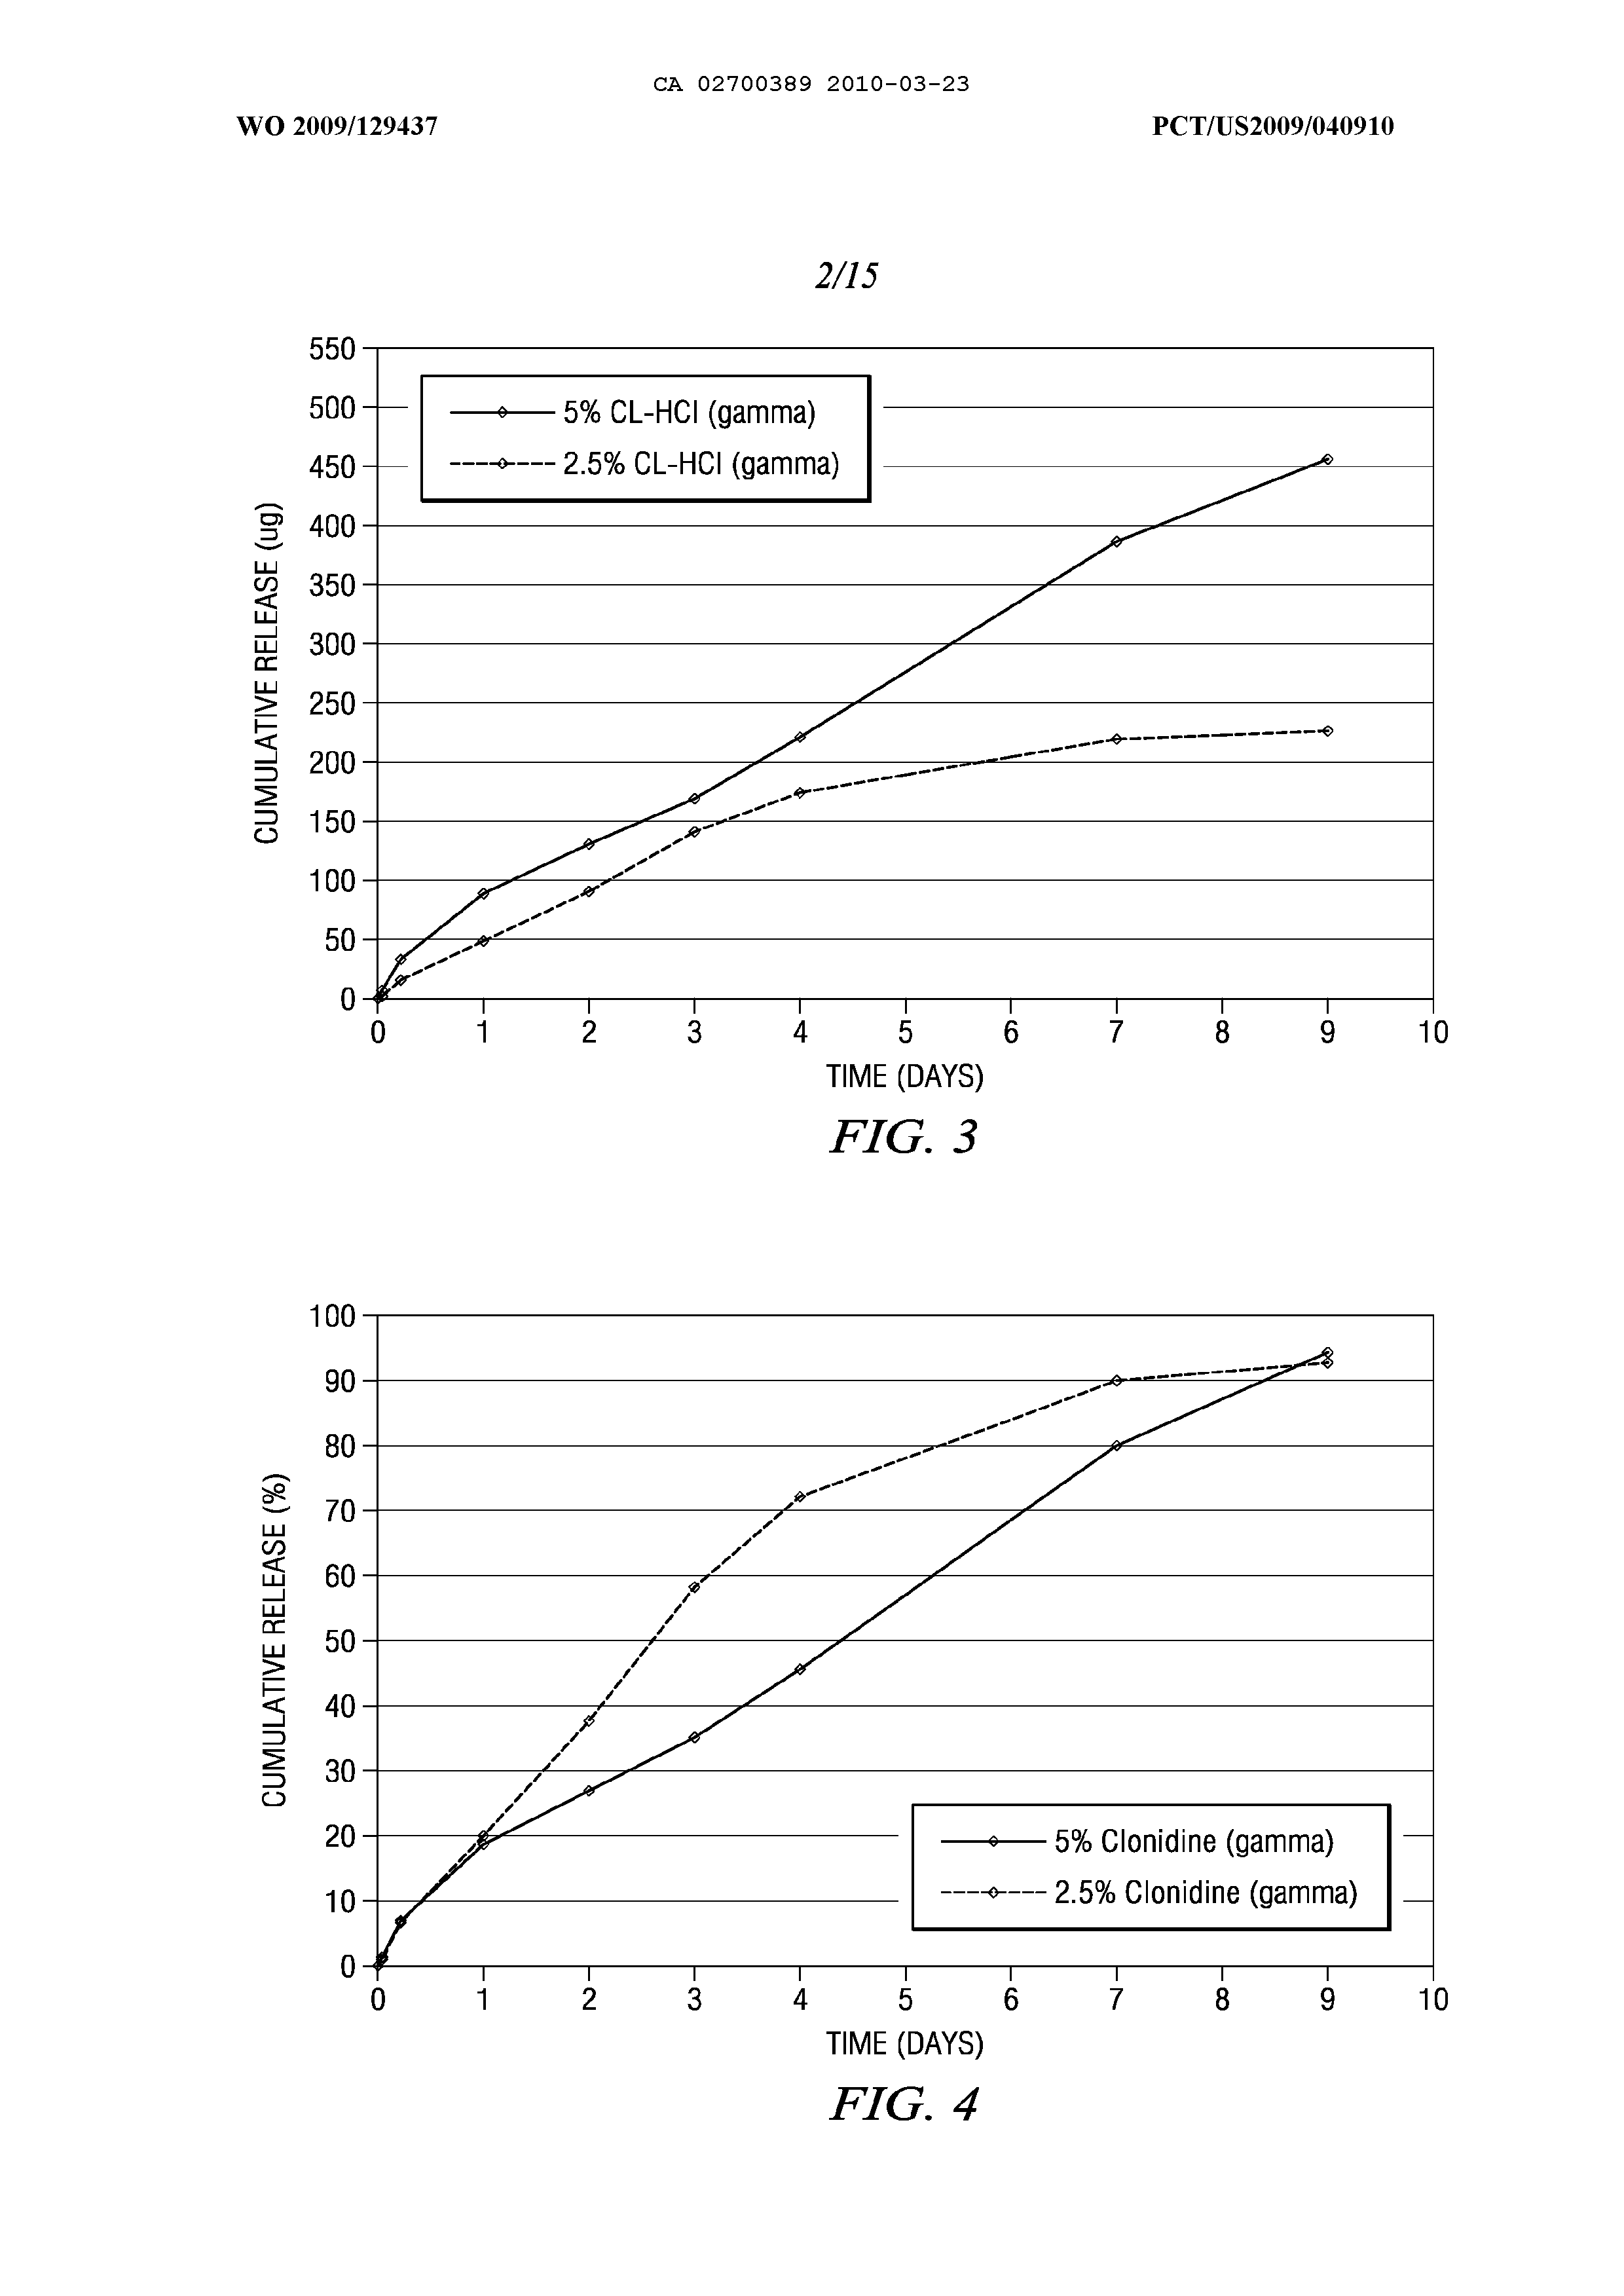 CA 02700389 2010-03-23
WO 2009/129437 PCT/US2009/040910
2/15
550
500
450
400
350
300
250
200
150
100
50
0
CUMULATIVE RELEASE (ug)
5% CL-HCl (gamma)
2.5% CL-HCl (gamma)
0 1 2 3 4 5 6 7 8 9 10
TIME (DAYS)
FIG. 3
100
90
80
70
60
50
40
30
20
10
0
CUMULATIVE RELEASE (%)
5% Clonidine (gamma)
2.5% Clonidine (gamma)
0 1 2 3 4 5 6 7 8 9 10
TIME (DAYS)
FIG. 4